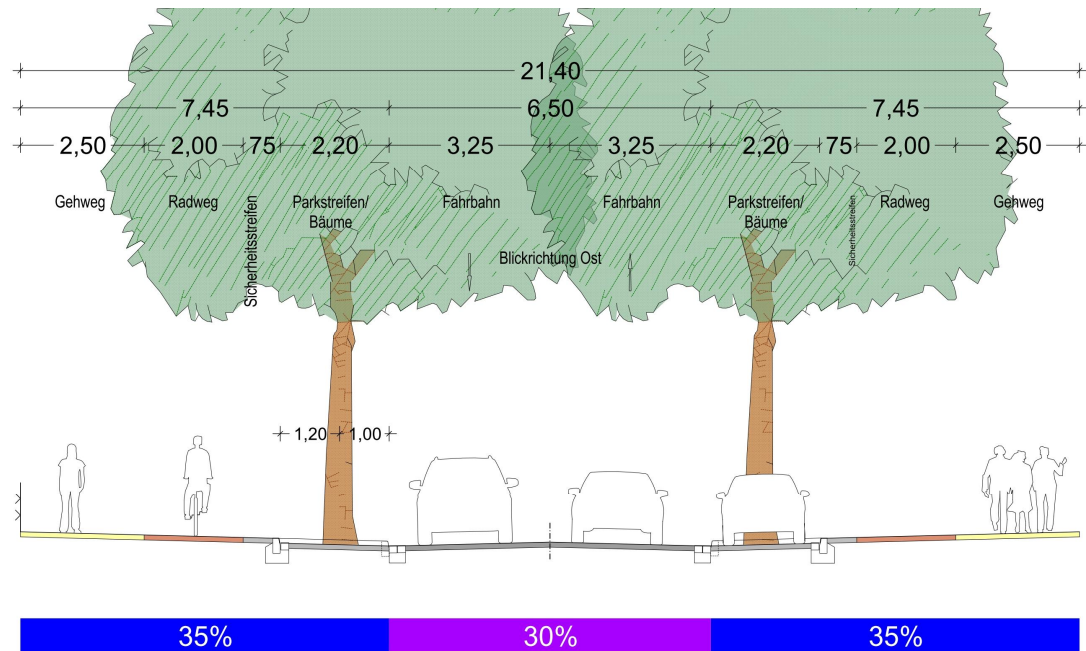 21,40
7,45 6,50 7,45
2,50 2,00 75 2,20 3,25 3,25 2,20 75 2,00 2,50
Gehweg Radweg Sicherheitsstreifen Parkstreifen/ Fahrbahn Fahrbahn Parkstreifen/ Sicherheitsstreifen Radweg Gehweg
Bäume Bäume
Blickrichtung Ost
1,20 1,00
35% 30% 35%